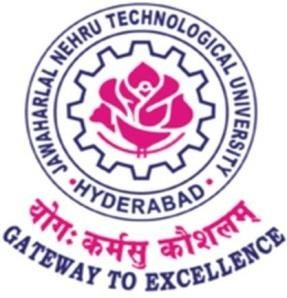 JAWAHARLAL NEHRU TECHNOLOGICAL UNIVERSITY
• HYDERABAD •
योगः कर्मसु कौशलम्
GATEWAY TO EXCELLENCE